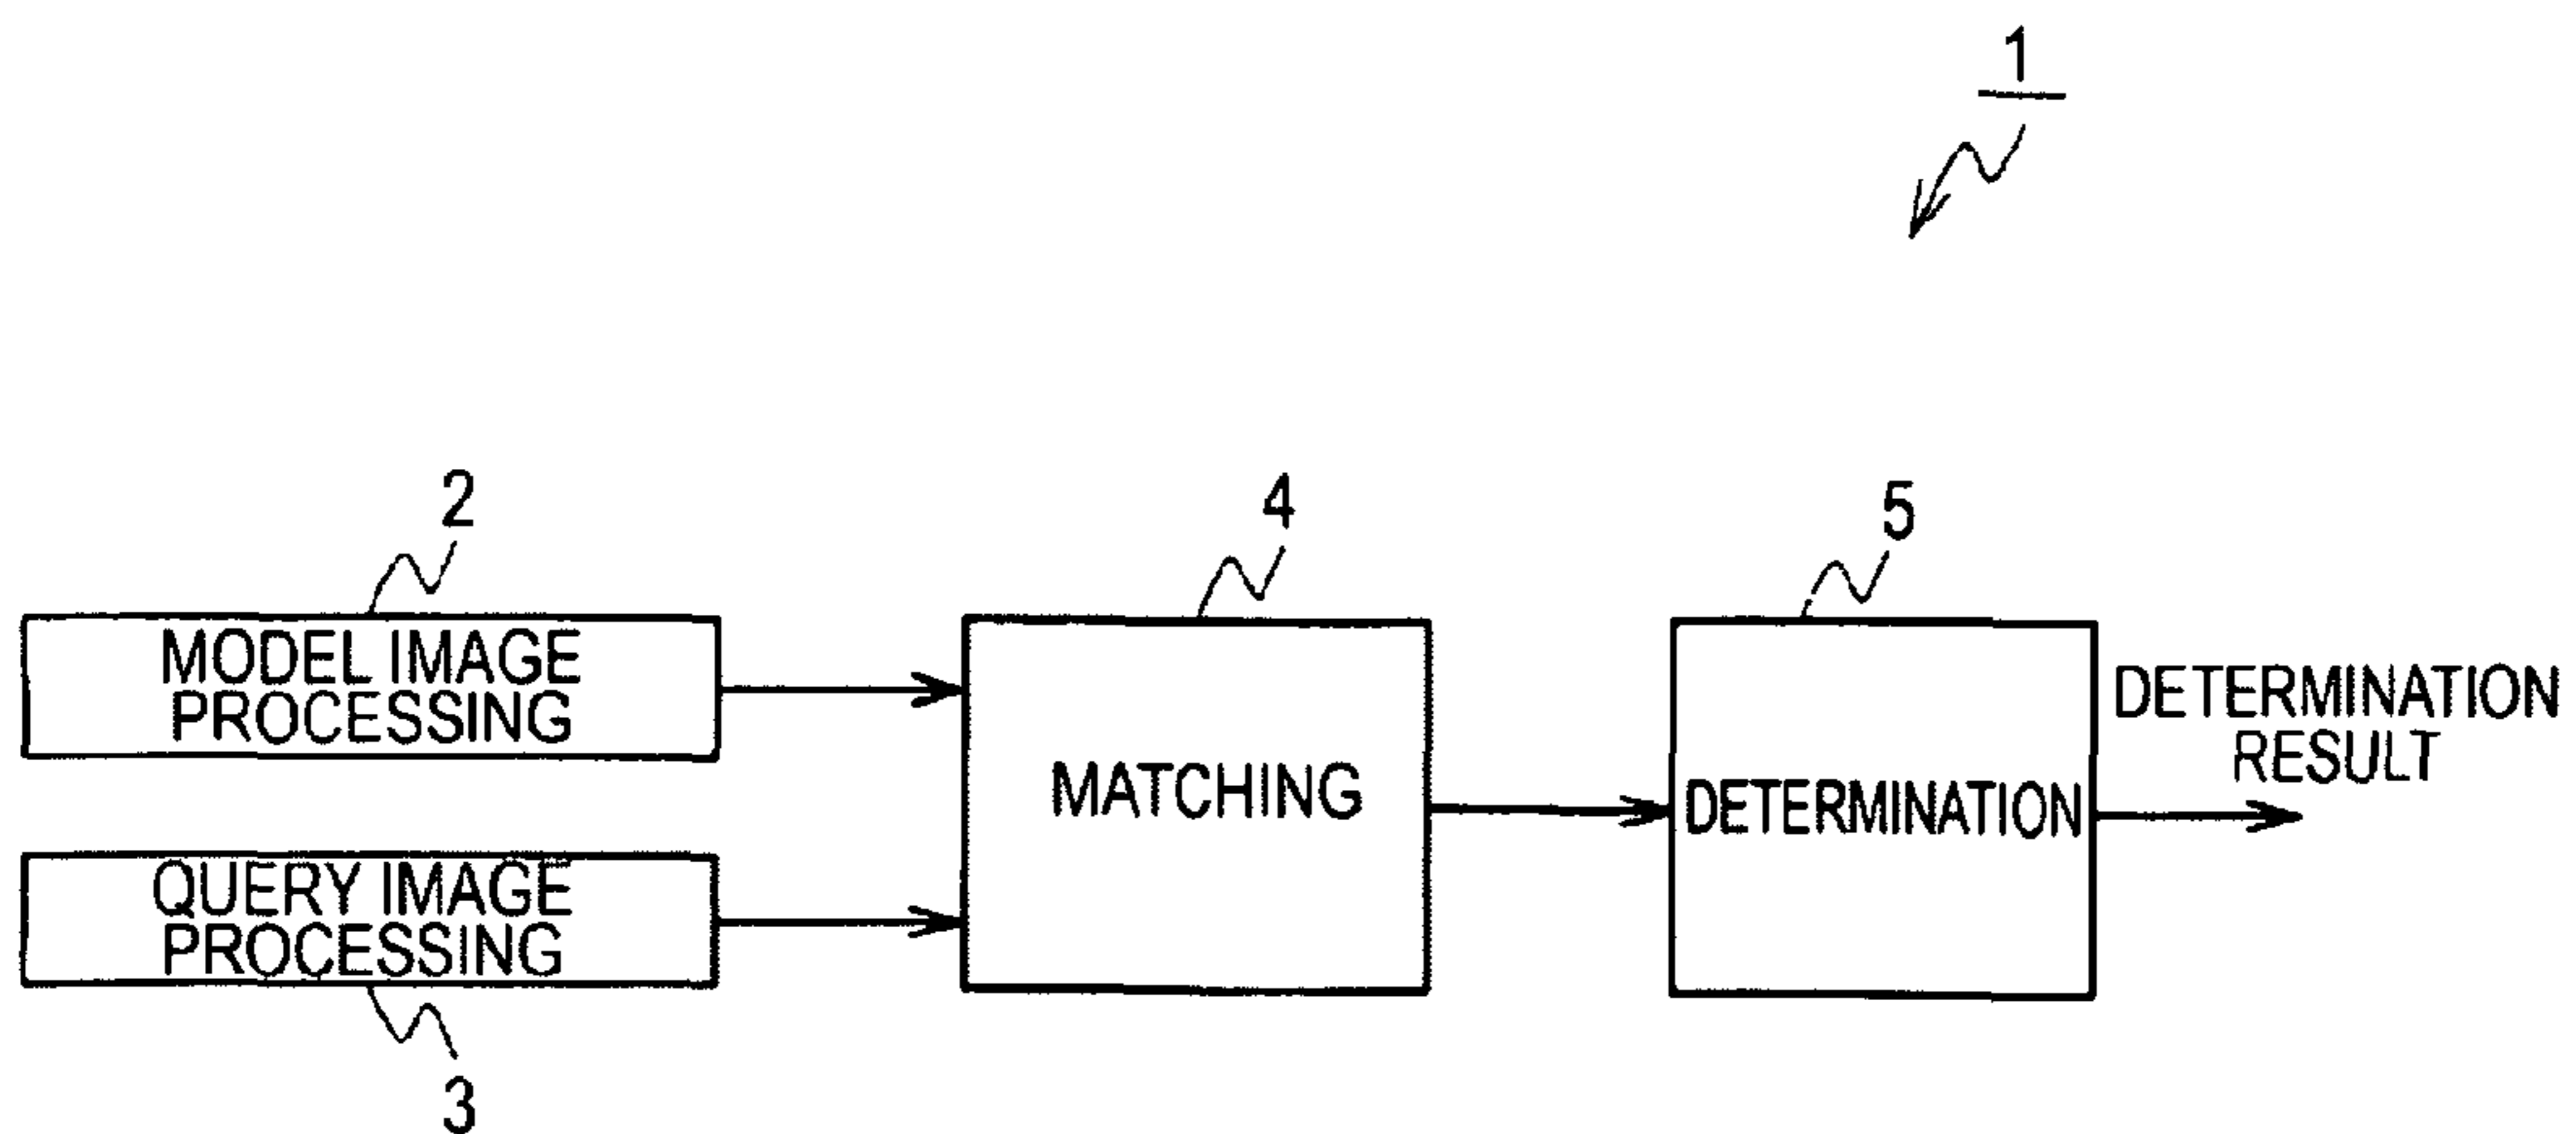 1
2
4
5
MODEL IMAGE
PROCESSING
MATCHING
DETERMINATION
DETERMINATION
RESULT
QUERY IMAGE
PROCESSING
3